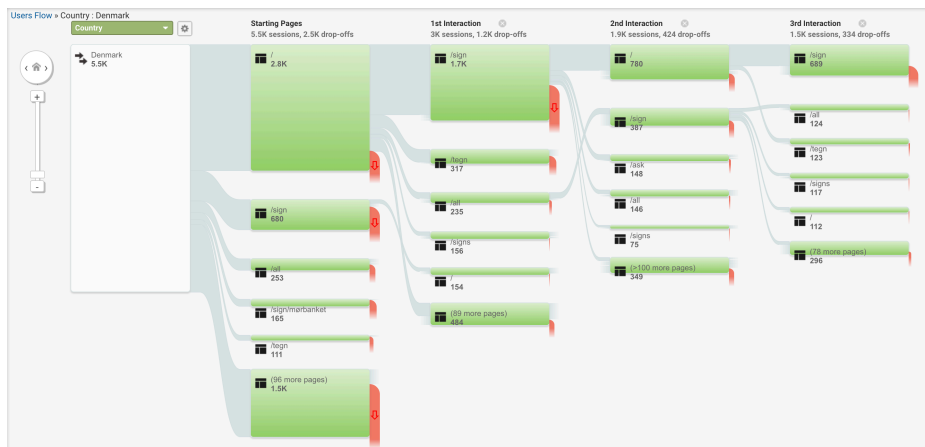 Users Flow » Country : Denmark
Country
Denmark
5.5K
Starting Pages
5.5K sessions, 2.5K drop-offs
/
2.8K
/sign
680
/all
253
/sign/mørbanket
165
/tegn
111
(96 more pages)
1.5K
1st Interaction
3K sessions, 1.2K drop-offs
/sign
1.7K
/tegn
317
/all
235
/signs
156
/
154
(89 more pages)
484
2nd Interaction
1.9K sessions, 424 drop-offs
/
780
/sign
387
/ask
148
/all
146
/signs
75
(>100 more pages)
349
3rd Interaction
1.5K sessions, 334 drop-offs
/sign
689
/all
124
/tegn
123
/signs
117
/
112
(78 more pages)
296
+
-